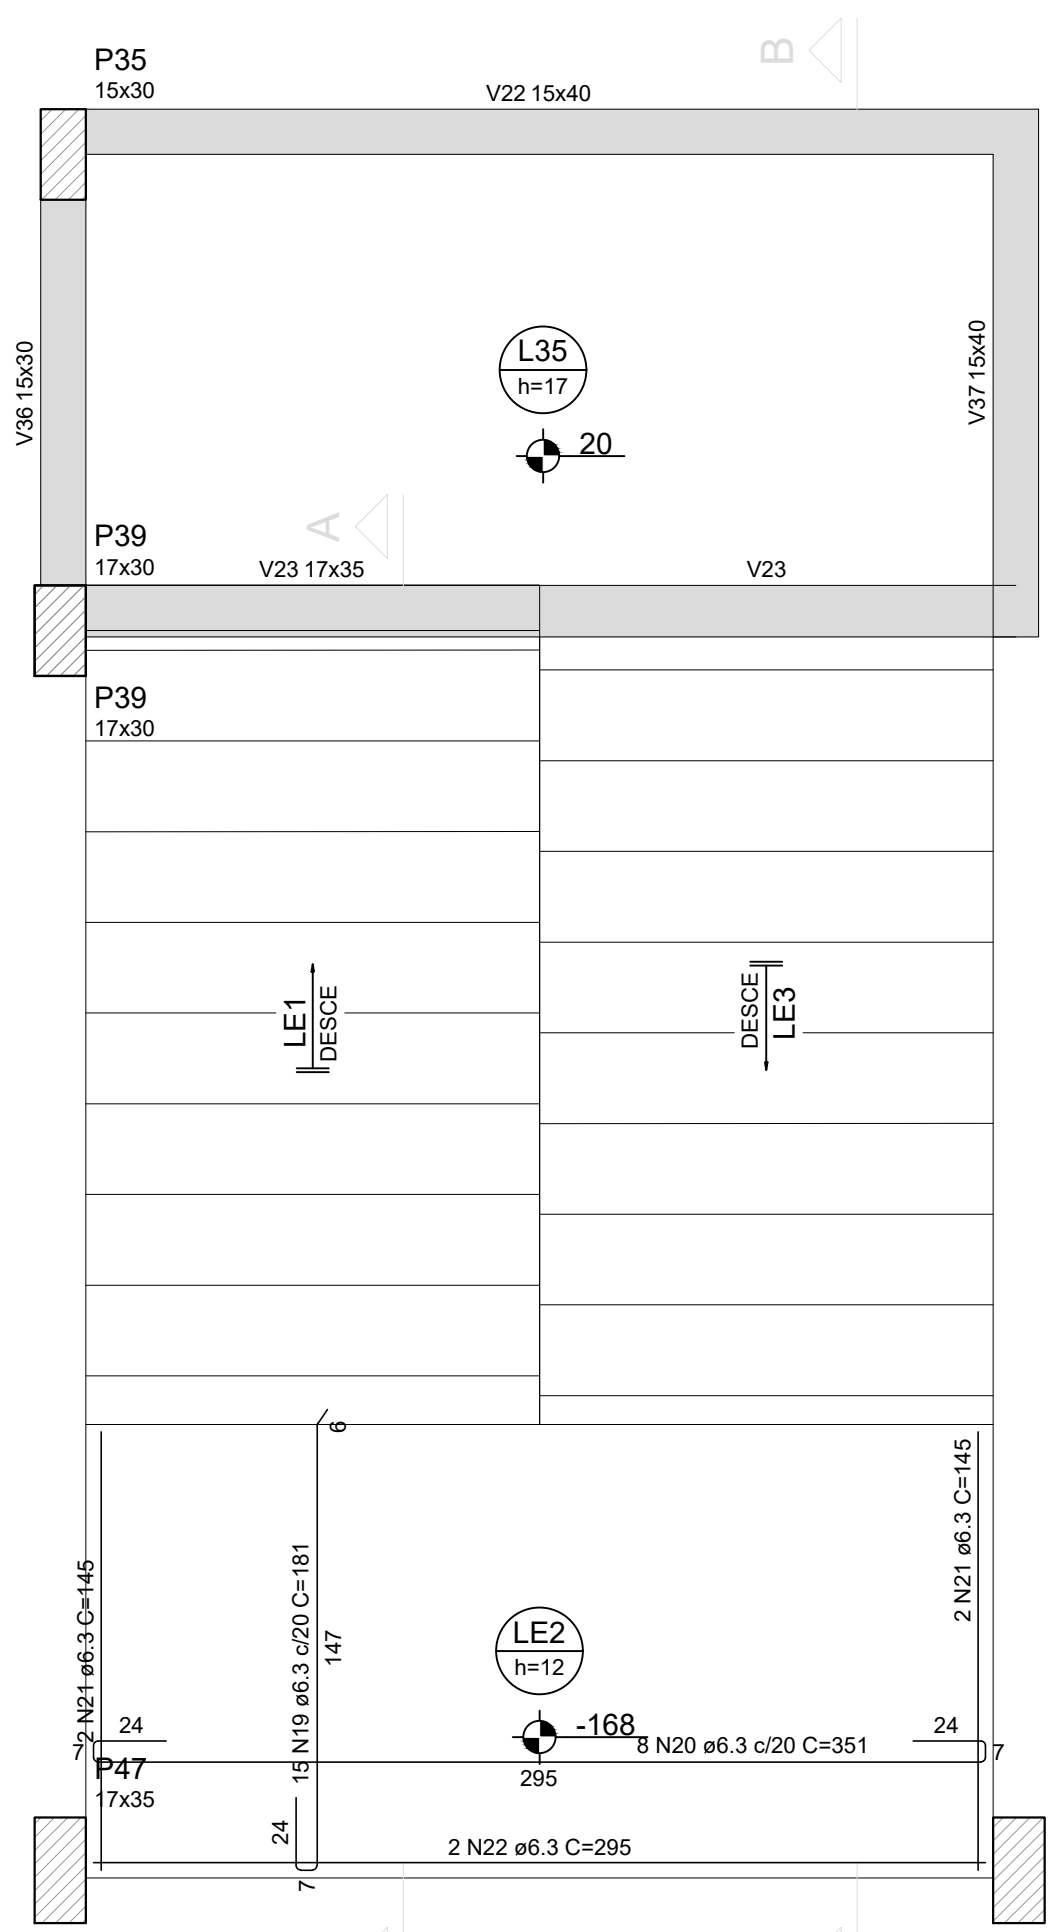 P35
15x30
V22 15x40
B
V36 15x30
L35
h=17
20
V37 15x40
A
P39
17x30
V23 17x35
V23
P39
17x30
LE1
DESCE
DESCE
LE3
6
2 N21 ø6.3 C=145
15 N19 ø6.3 c/20 C=181
147
2 N21 ø6.3 C=145
LE2
h=12
-168
24
7
8 N20 ø6.3 c/20 C=351
295
24
7
P47
17x35
24
7
2 N22 ø6.3 C=295